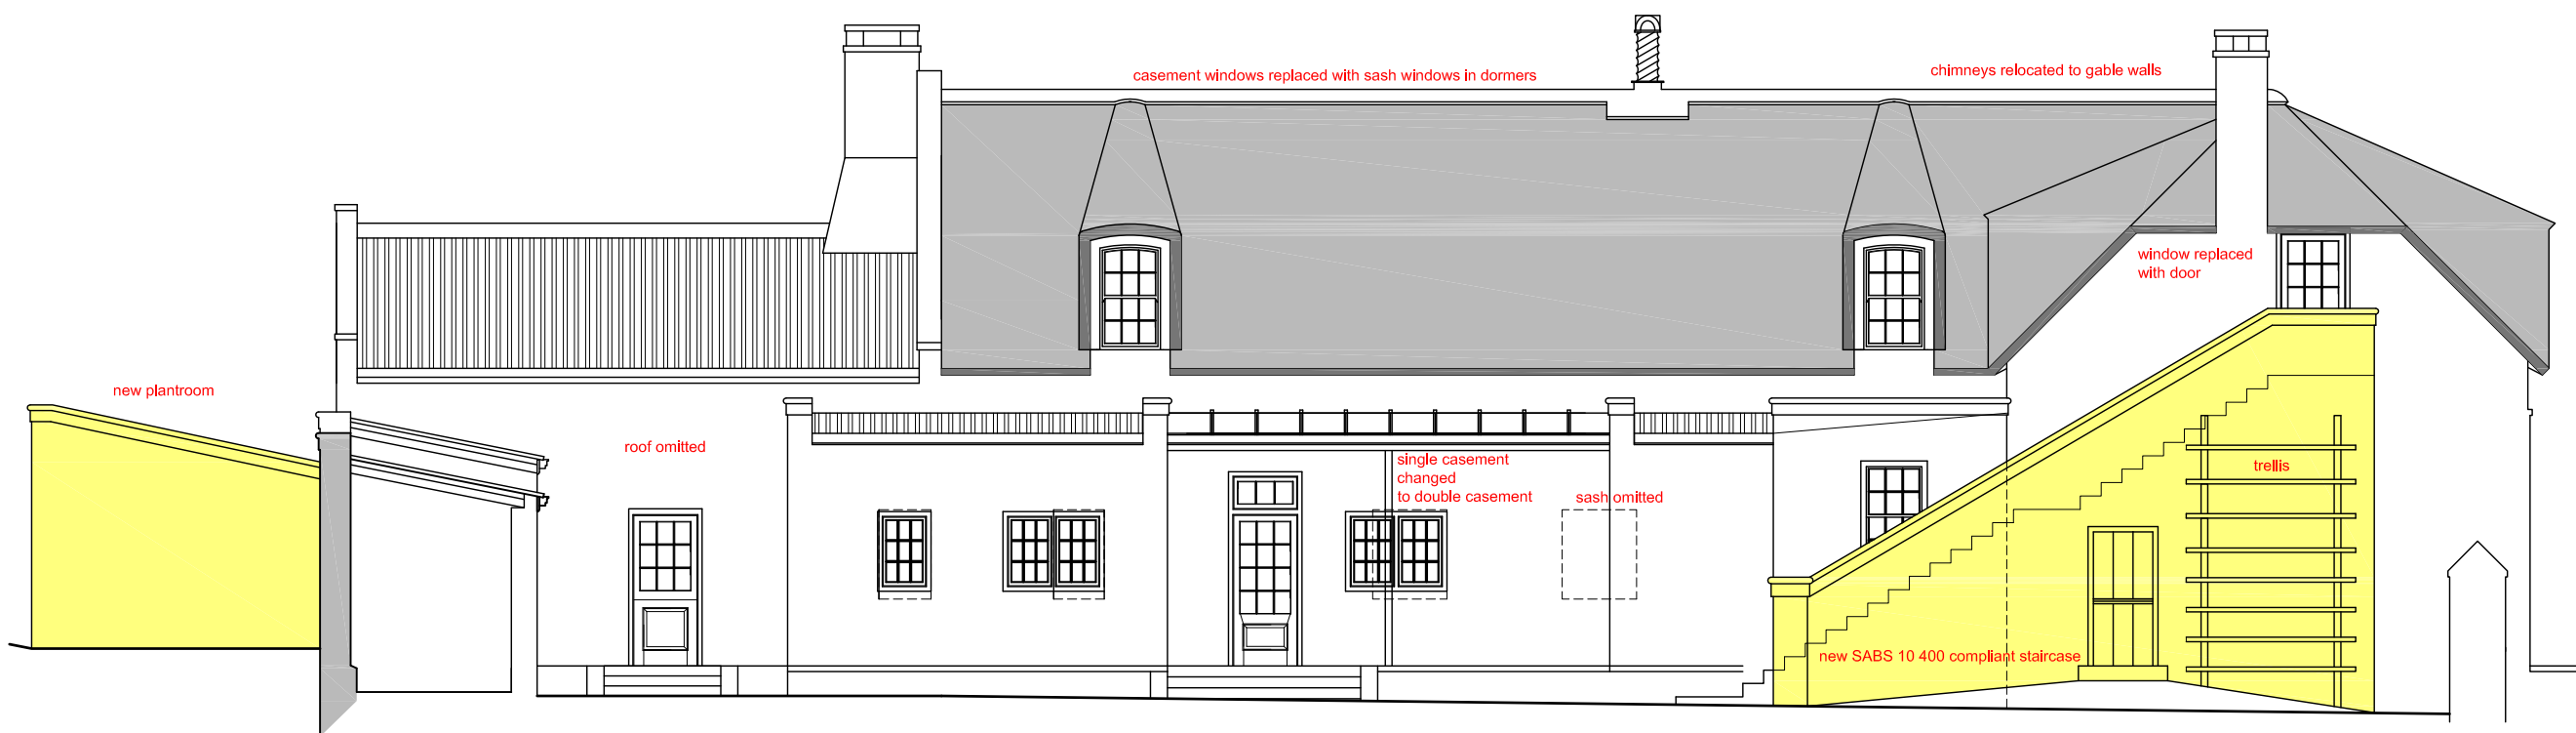 casement windows replaced with sash windows in dormers
chimneys relocated to gable walls
window replaced
with door
new plantroom
roof omitted
single casement
changed
to double casement
sash omitted
trellis
new SABS 10 400 compliant staircase